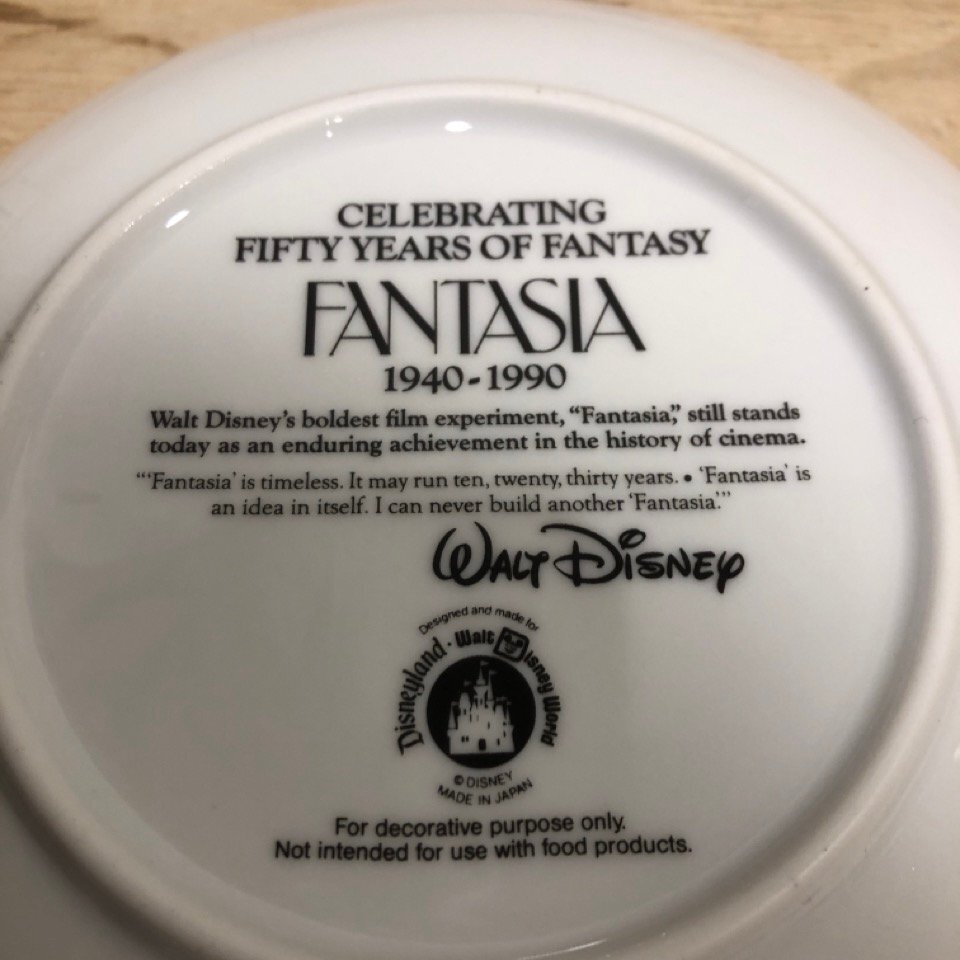 CELEBRATING
FIFTY YEARS OF FANTASY
FANTASIA
1940-1990
Walt Disney's boldest film experiment, “Fantasia,” still stands
today as an enduring achievement in the history of cinema.
“‘Fantasia’ is timeless. It may run ten, twenty, thirty years. • ‘Fantasia’ is
an idea in itself. I can never build another ‘Fantasia.’”
WALT DISNEY
Designed and made for
Disneyland · Walt Disney World
© DISNEY
MADE IN JAPAN
For decorative purpose only.
Not intended for use with food products.